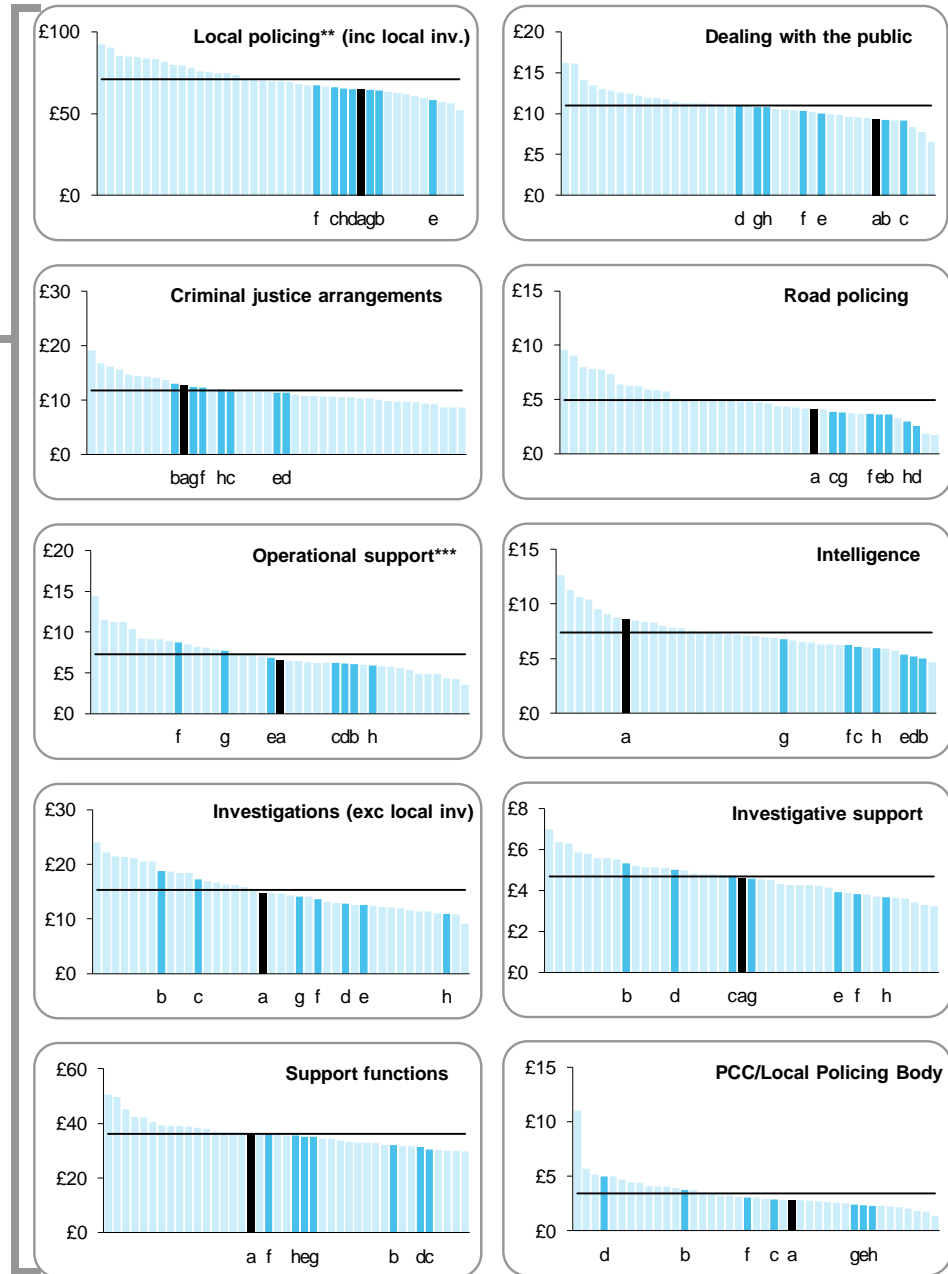 Local policing** (inc local inv.)
£100
£50
£0
f chdagb e
Dealing with the public
£20
£15
£10
£5
£0
d gh f e ab c
Criminal justice arrangements
£30
£20
£10
£0
bagf hc ed
Road policing
£15
£10
£5
£0
a cg feb hd
Operational support***
£20
£15
£10
£5
£0
f g ea cdb h
Intelligence
£15
£10
£5
£0
a g fc h edb
Investigations (exc local inv)
£30
£20
£10
£0
b c a g f d e h
Investigative support
£8
£6
£4
£2
£0
b d cag e f h
Support functions
£60
£40
£20
£0
a f heg b dc
PCC/Local Policing Body
£15
£10
£5
£0
d b f c a geh